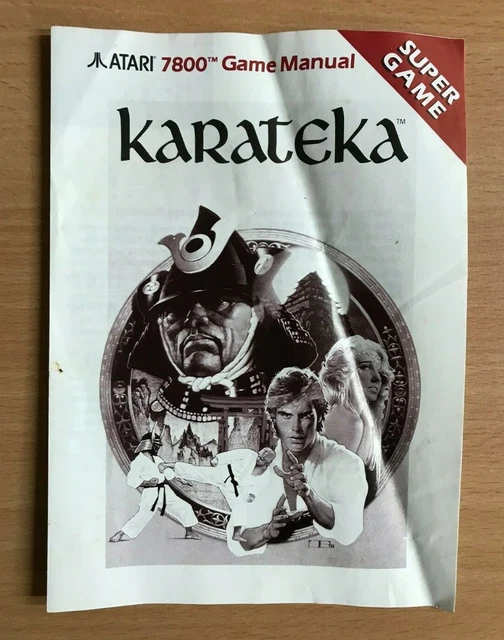 ATARI® 7800™ Game Manual
SUPER
GAME
KARATEKA™